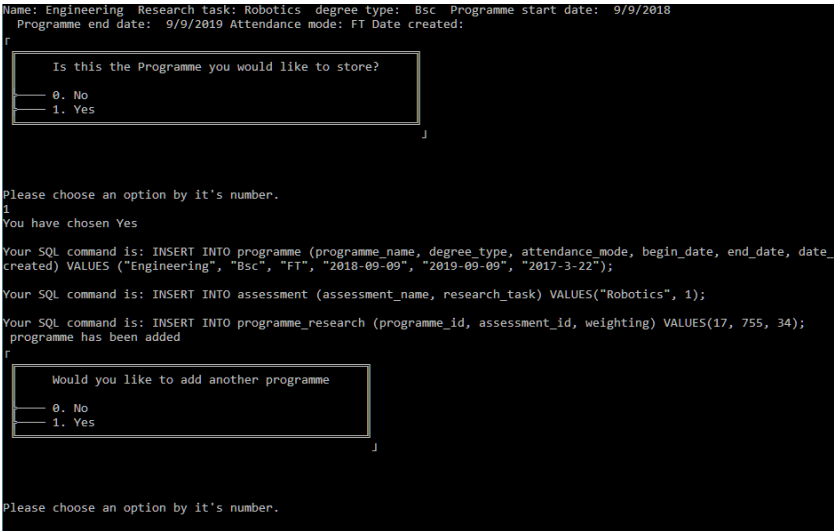 Name: Engineering  Research task: Robotics  degree type:  Bsc  Programme start date:  9/9/2018
Programme end date:  9/9/2019 Attendance mode: FT Date created:
Is this the Programme you would like to store?
0. No
1. Yes
Please choose an option by it's number.
1
You have chosen Yes
Your SQL command is: INSERT INTO programme (programme_name, degree_type, attendance_mode, begin_date, end_date, date_
created) VALUES ("Engineering", "Bsc", "FT", "2018-09-09", "2019-09-09", "2017-3-22");
Your SQL command is: INSERT INTO assessment (assessment_name, research_task) VALUES("Robotics", 1);
Your SQL command is: INSERT INTO programme_research (programme_id, assessment_id, weighting) VALUES(17, 755, 34);
programme has been added
Would you like to add another programme
0. No
1. Yes
Please choose an option by it's number.